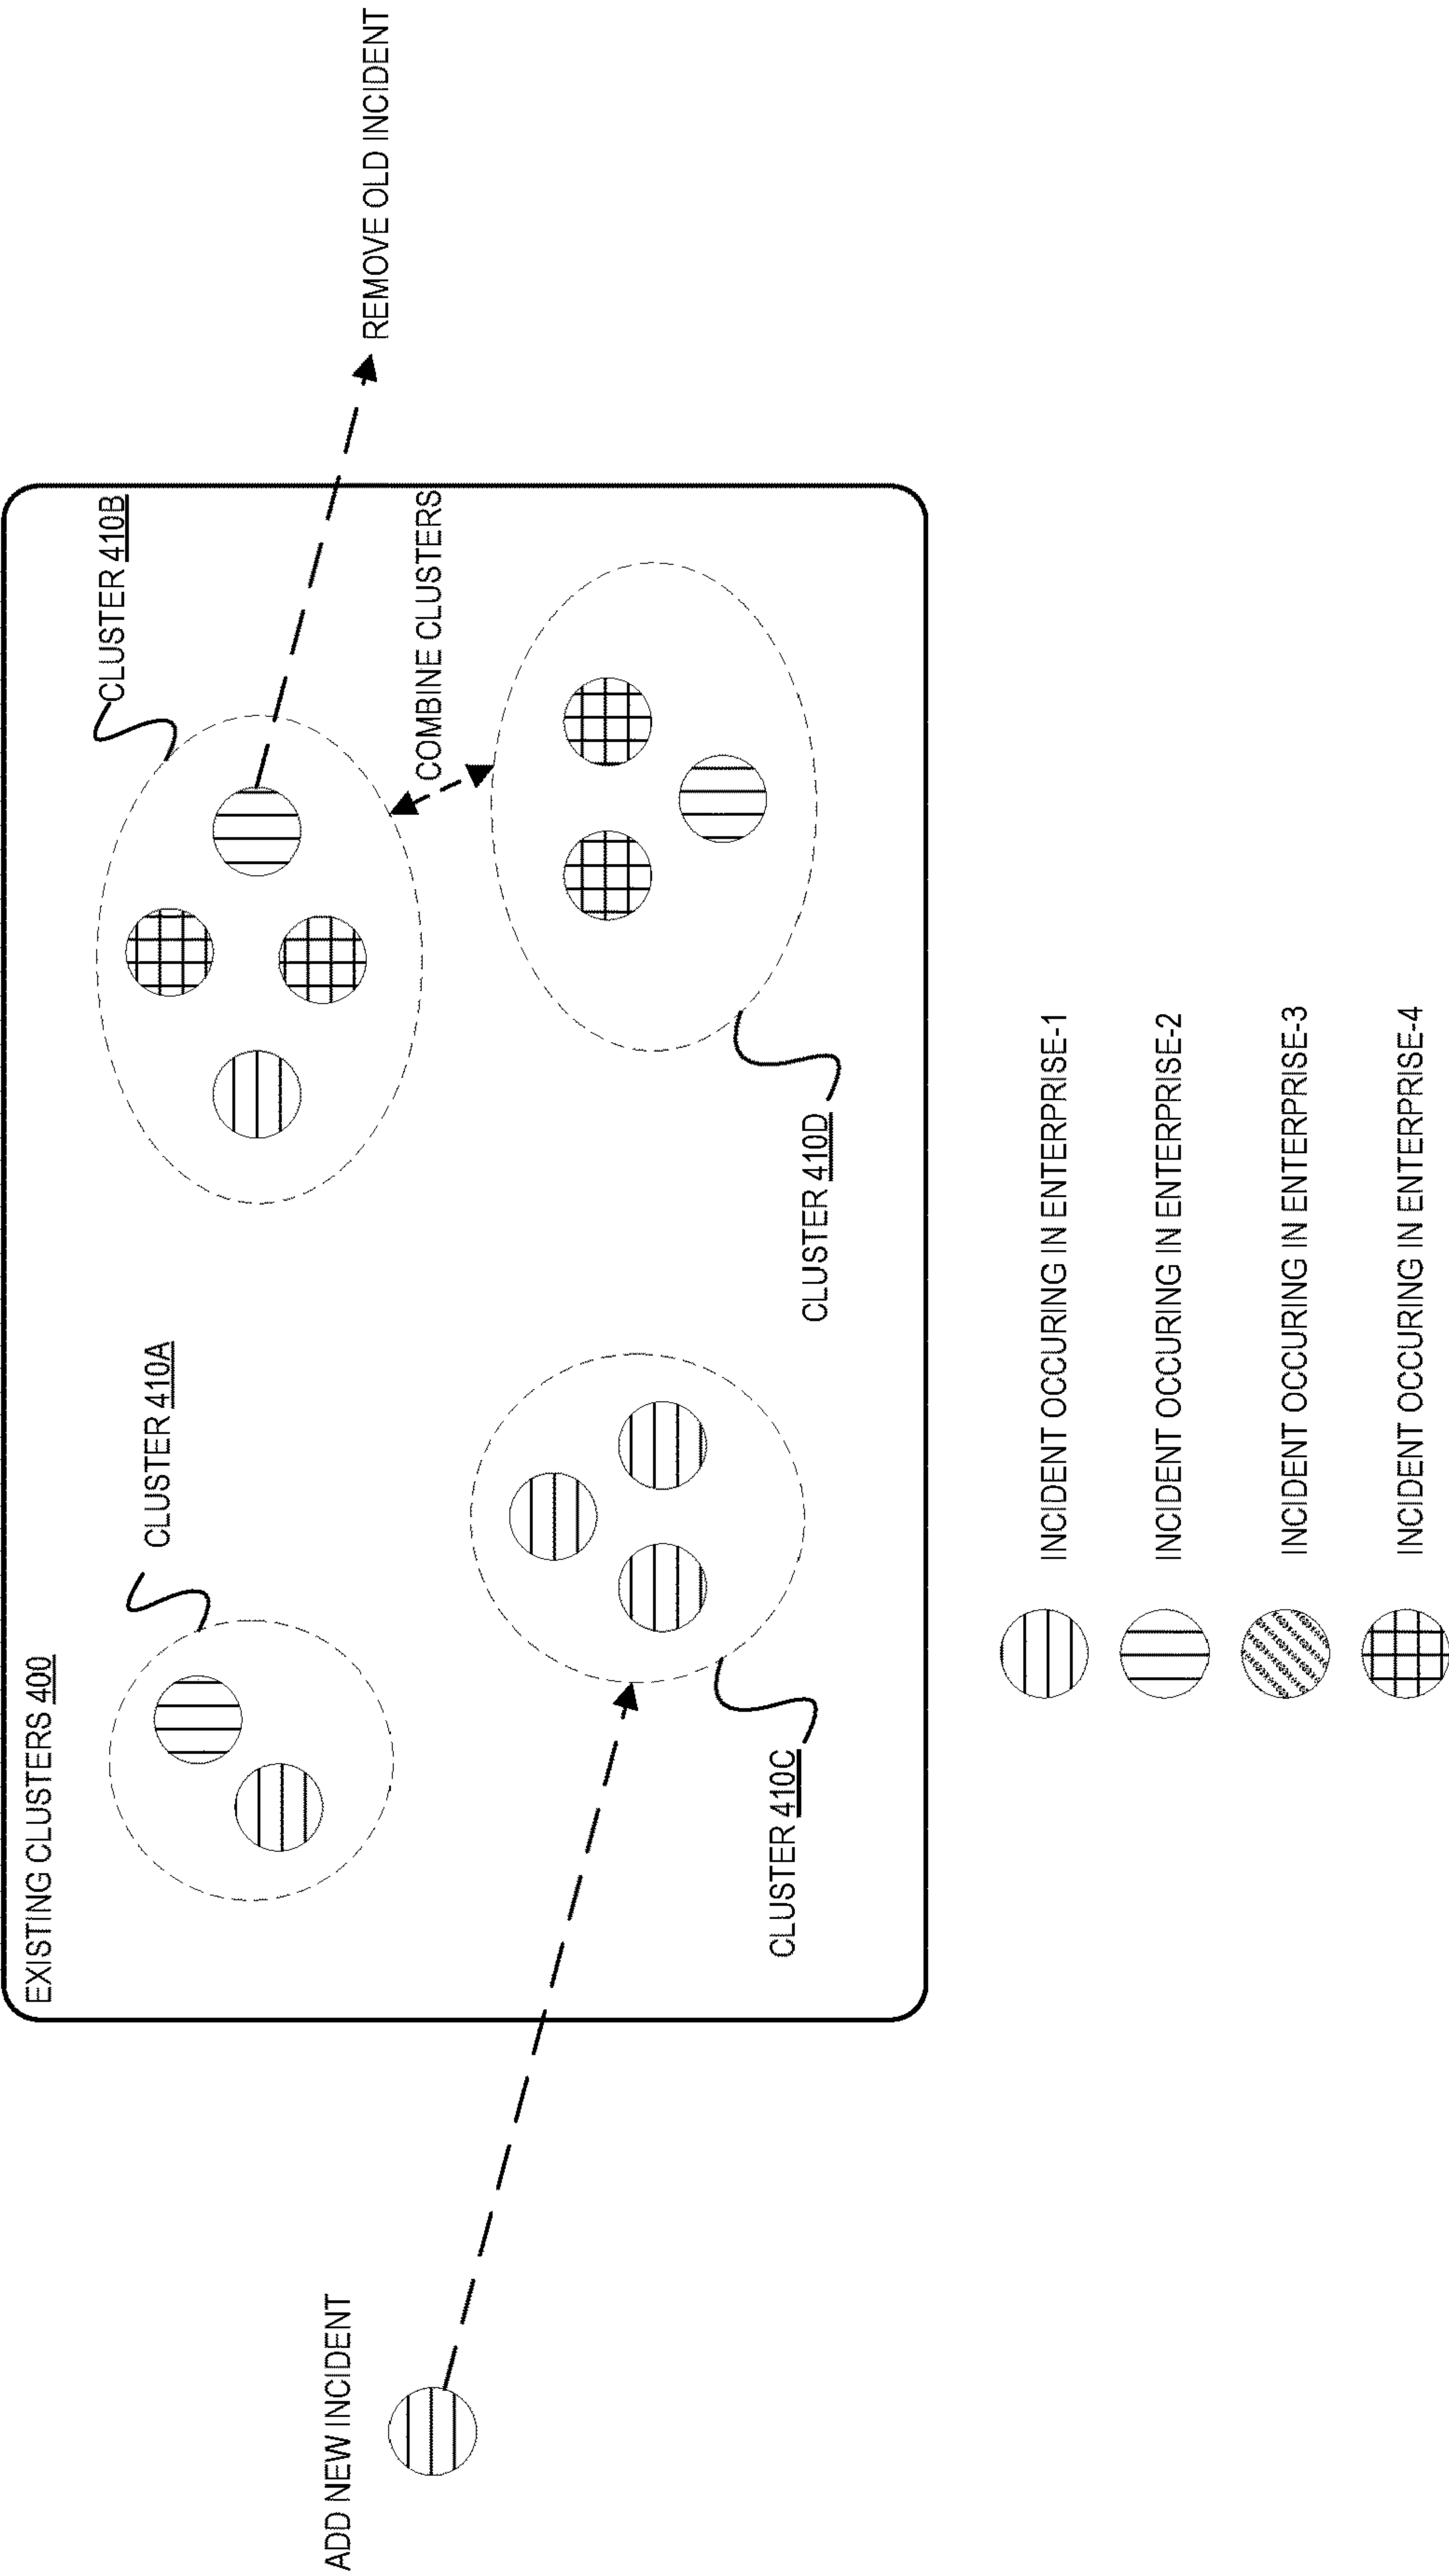 EXISTING CLUSTERS 400
CLUSTER 410A
CLUSTER 410B
ADD NEW INCIDENT
REMOVE OLD INCIDENT
COMBINE CLUSTERS
CLUSTER 410C
CLUSTER 410D
INCIDENT OCCURING IN ENTERPRISE-1
INCIDENT OCCURING IN ENTERPRISE-2
INCIDENT OCCURING IN ENTERPRISE-3
INCIDENT OCCURING IN ENTERPRISE-4